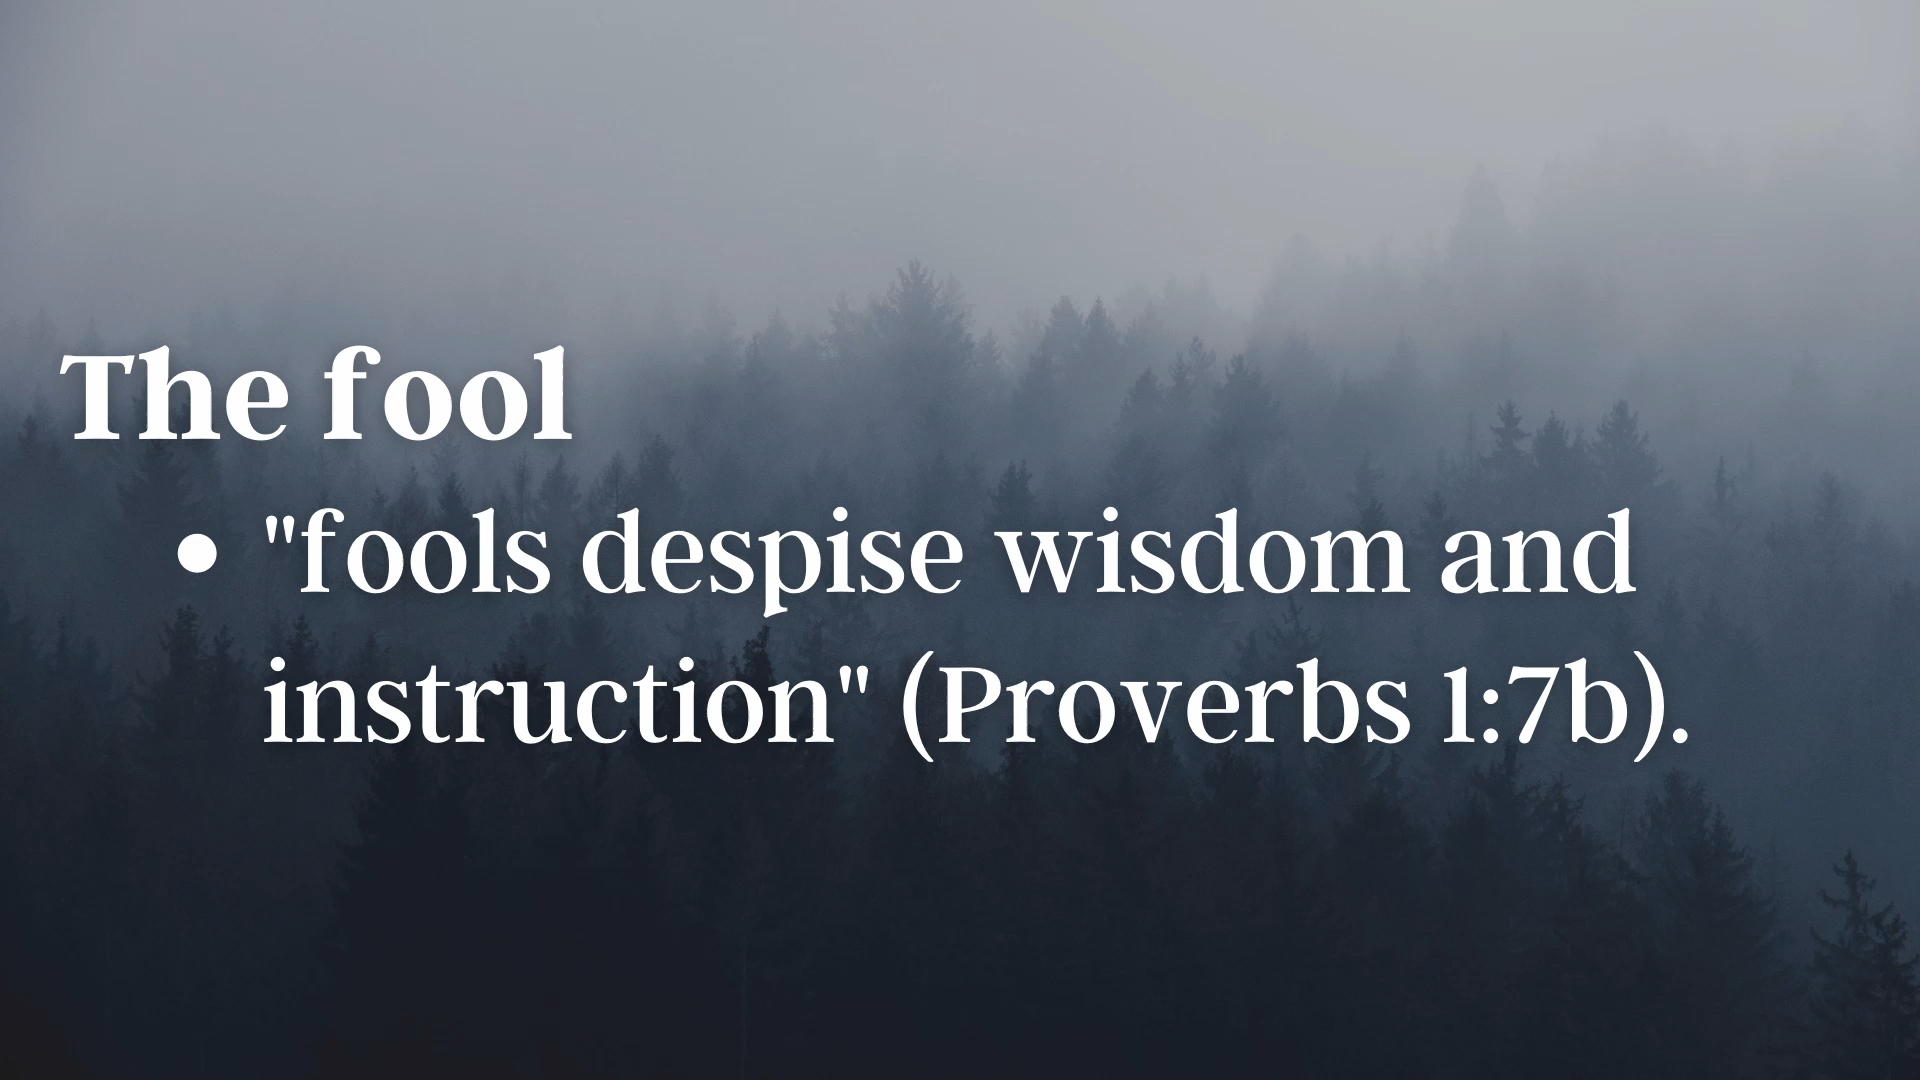 The fool
• "fools despise wisdom and
instruction" (Proverbs 1:7b).